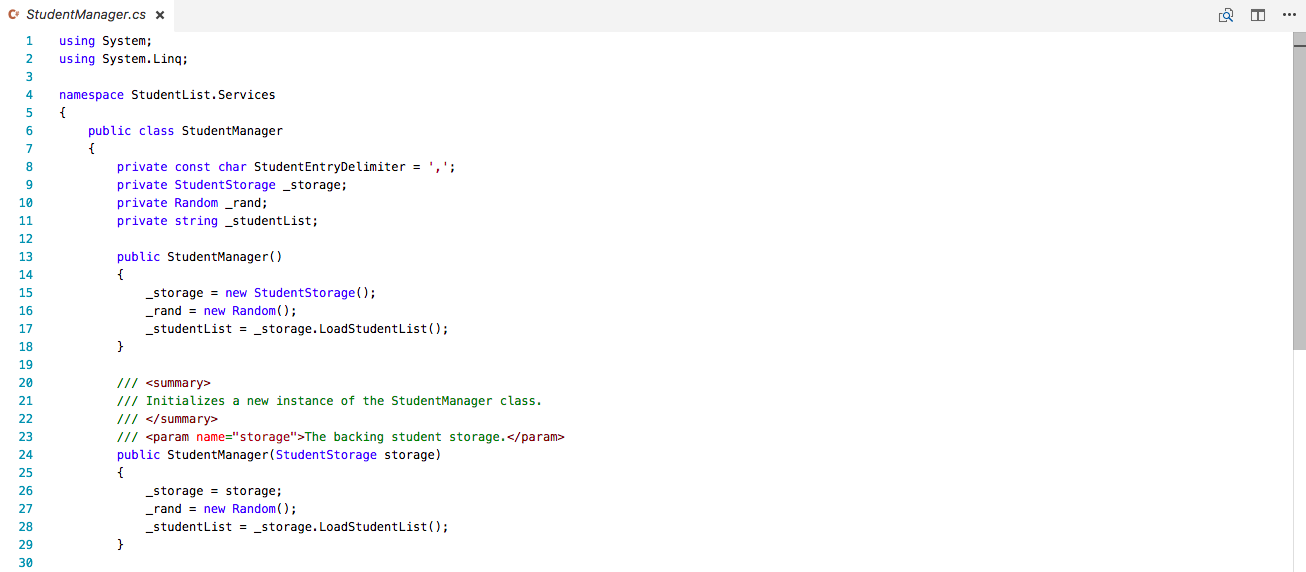 C# StudentManager.cs ×
1 using System;
2 using System.Linq;
3
4 namespace StudentList.Services
5 {
6     public class StudentManager
7     {
8         private const char StudentEntryDelimiter = ',';
9         private StudentStorage _storage;
10         private Random _rand;
11         private string _studentList;
12
13         public StudentManager()
14         {
15             _storage = new StudentStorage();
16             _rand = new Random();
17             _studentList = _storage.LoadStudentList();
18         }
19
20         /// <summary>
21         /// Initializes a new instance of the StudentManager class.
22         /// </summary>
23         /// <param name="storage">The backing student storage.</param>
24         public StudentManager(StudentStorage storage)
25         {
26             _storage = storage;
27             _rand = new Random();
28             _studentList = _storage.LoadStudentList();
29         }
30